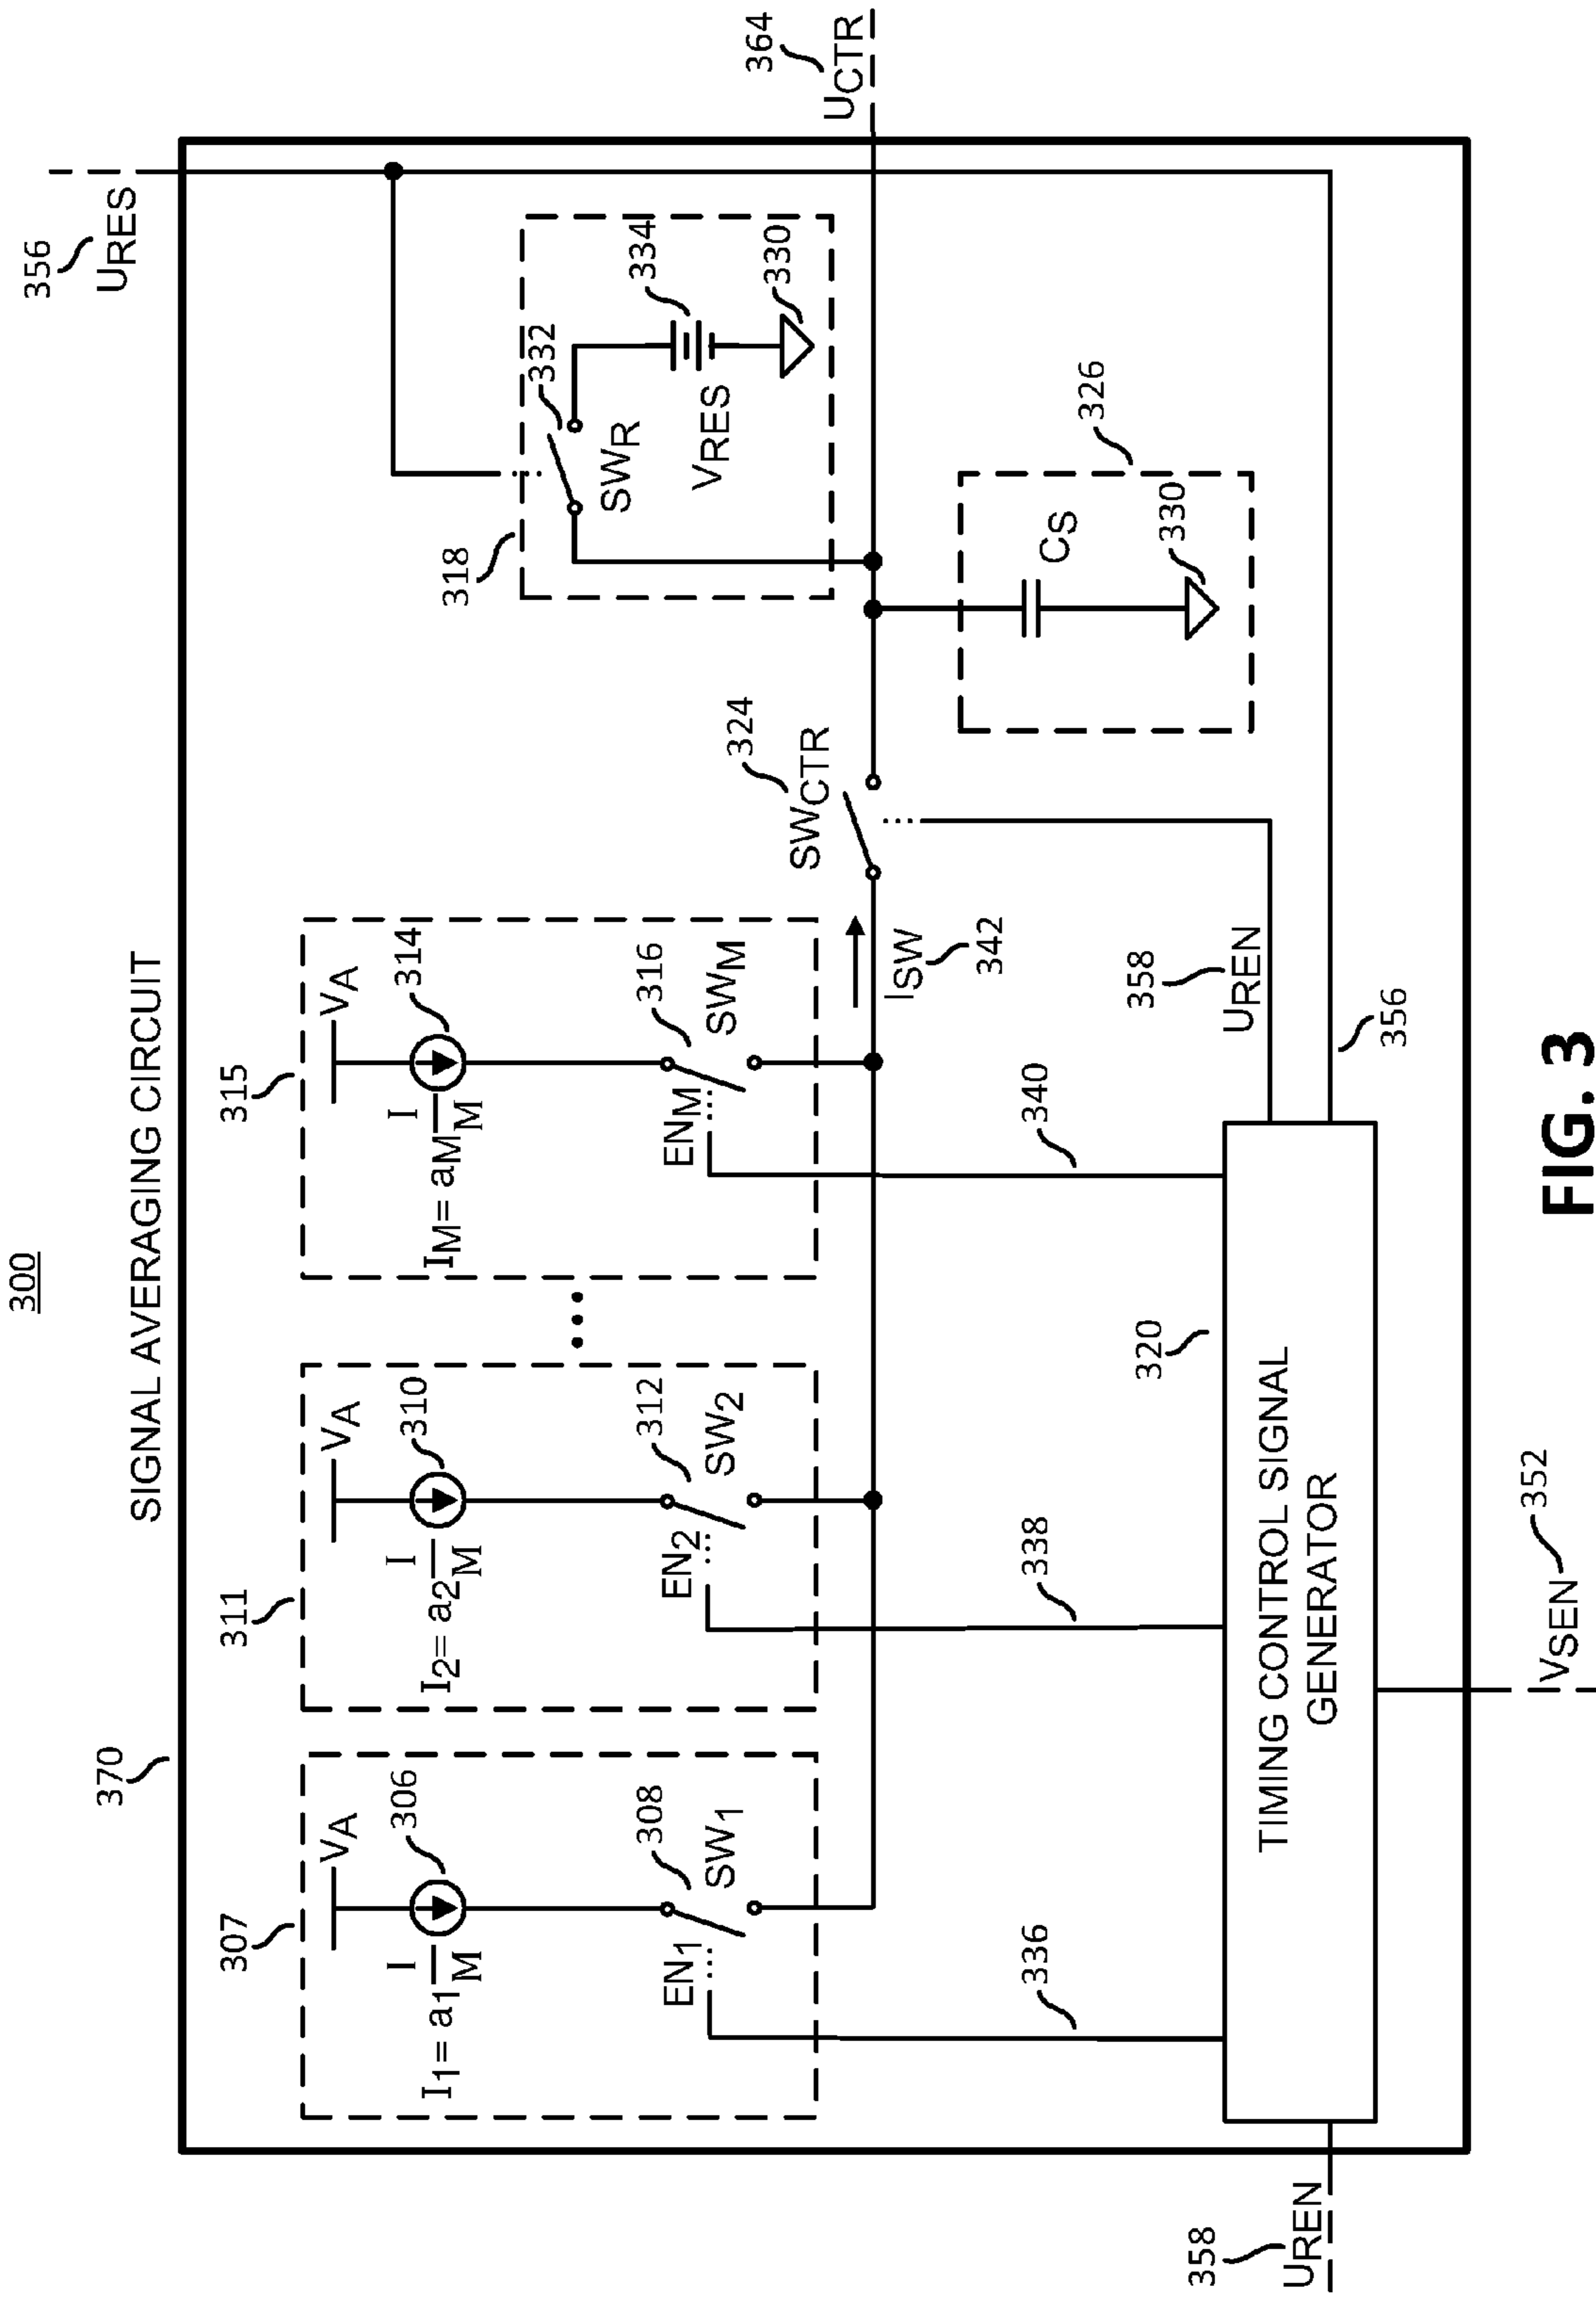 300
SIGNAL AVERAGING CIRCUIT
370
356
URES
307
VA
306
I1= a1 I/M
308
SW1
EN1
311
VA
310
I2= a2 I/M
312
SW2
EN2
•••
315
VA
314
IM= aM I/M
316
SWM
ENM
318
332
SWR
334
VRES
330
364
UCTR
324
SWCTR
ISW
342
326
CS
330
336
338
340
358
UREN
320
356
TIMING CONTROL SIGNAL
GENERATOR
358
UREN
VSEN
352
FIG. 3